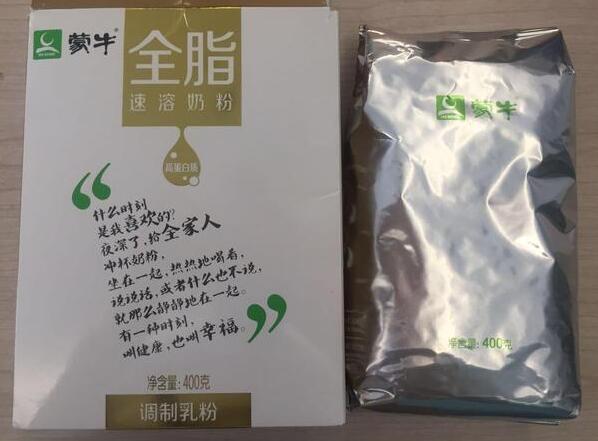 蒙牛
全脂
速溶奶粉
高蛋白质
“什么时刻
是我喜欢的?
夜深了,给全家人
冲杯奶粉,
坐在一起,热热地喝着,
说说话,或者什么也不说,
就那么静静地在一起。
有一种时刻,
叫健康,也叫幸福。”
净含量:400克
调制乳粉
蒙牛
净含量:400克